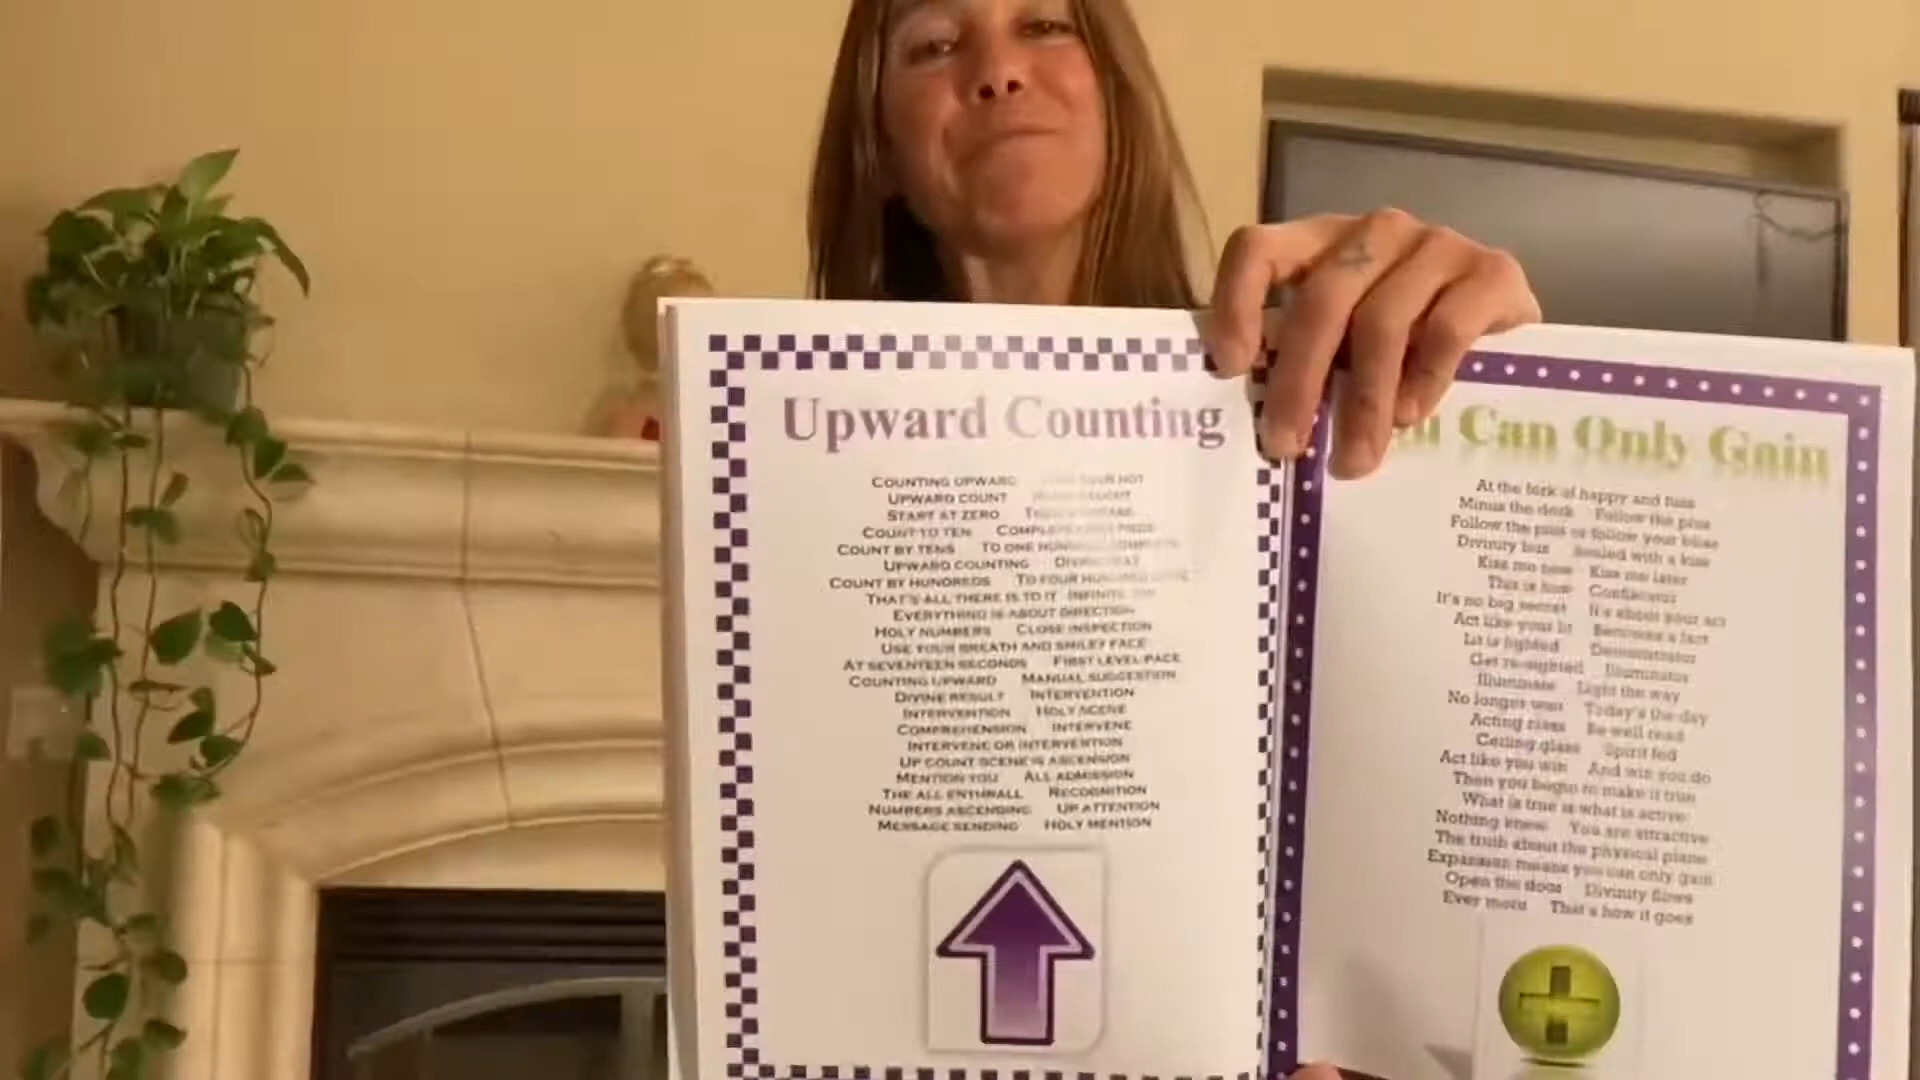 Upward Counting
COUNTING UPWARD YOUR NOT
UPWARD COUNT
START AT ZERO
COUNT TO TEN COMPLETE
COUNT BY TENS TO ONE HUNDRED
UPWARD COUNTING DIVINE
COUNT BY HUNDREDS TO FOUR HUNDRED
THAT'S ALL THERE IS TO IT INFINITE
EVERYTHING IS ABOUT DIRECTION
HOLY NUMBERS CLOSE INSPECTION
USE YOUR BREATH AND SMILEY FACE
AT SEVENTEEN SECONDS FIRST LEVEL PACE
COUNTING UPWARD MANUAL SUGGESTION
DIVINE RESULT INTERVENTION
INTERVENTION HOLY SCENE
COMPREHENSION INTERVENE
INTERVENE OR INTERVENTION
UP COUNT SCENE IS ASCENSION
MENTION YOU ALL ADMISSION
THE ALL ENTHRALL RECOGNITION
NUMBERS ASCENDING UP ATTENTION
MESSAGE SENDING HOLY MENTION
Can Only Gain
At the fork of happy and fuss
Minus the dork Follow the plus
Follow the plus or follow your bliss
Divinity bus Sealed with a kiss
Kiss me now Kiss me later
This is how
It's no big secret It's about your act
Act like your lit Becomes a fact
Lit is lighted Demonstrator
Get re-sighted Illuminator
Illuminate Light the way
No longer wait Today's the day
Acting class Be well read
Ceiling glass Spirit fed
Act like you win And win you do
Then you begin to make it true
What is true is what is active
Nothing knew You are attractive
The truth about the physical plane
Expansion means you can only gain
Open the door Divinity flows
Ever more That's how it goes